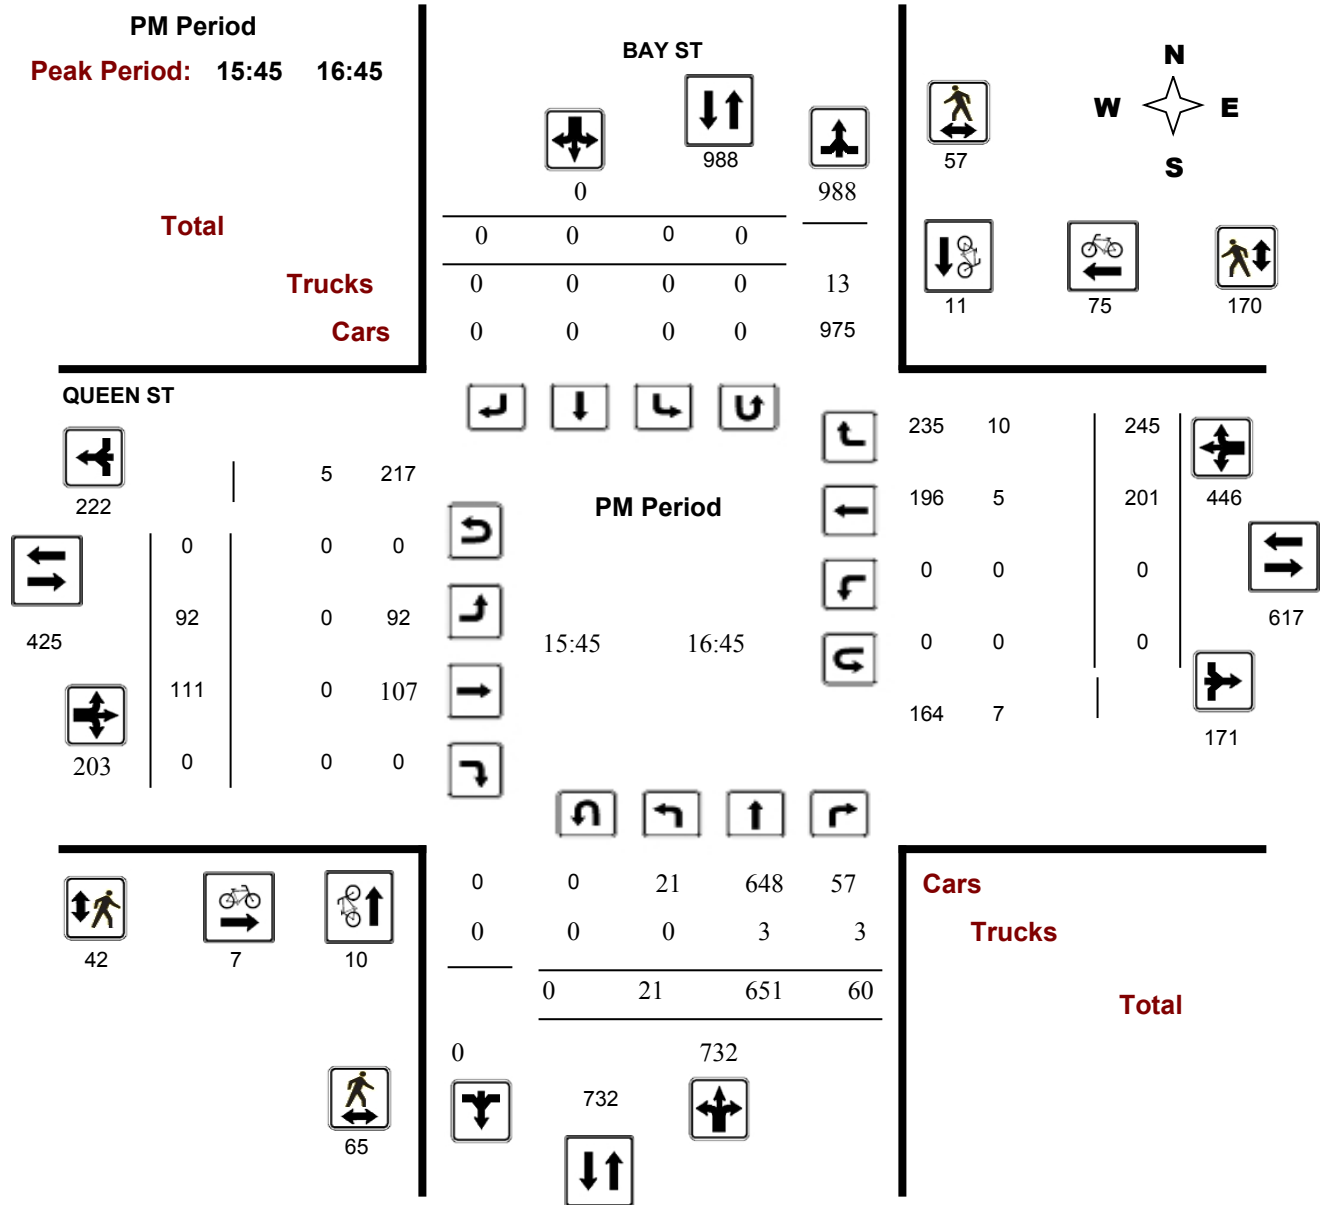 PM Period
Peak Period: 15:45 16:45
BAY ST
N
W E
S
988
57
0
988
Total
0 0 0 0
Trucks
0 0 0 0 13
11 75 170
Cars
0 0 0 0 975
QUEEN ST
235 10 245
5 217
222
196 5 201 446
PM Period
0 0 0
0 0 0
92 0 92
425
15:45 16:45
0 0 0
617
111 0 107
164 7
171
203 0 0 0
0 0 21 648 57
Cars
0 0 0 3 3
Trucks
42 7 10
0 21 651 60
Total
0 732
732
65